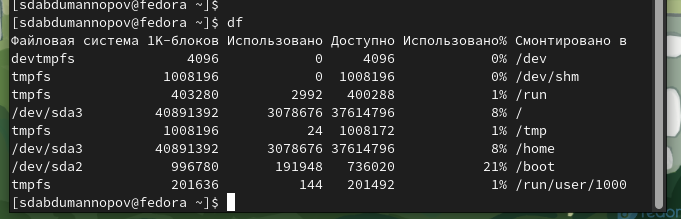 [sdabdumannopov@fedora ~]$
[sdabdumannopov@fedora ~]$ df
Файловая система 1K-блоков Использовано Доступно Использовано% Смонтировано в
devtmpfs 4096 0 4096 0% /dev
tmpfs 1008196 0 1008196 0% /dev/shm
tmpfs 403280 2992 400288 1% /run
/dev/sda3 40891392 3078676 37614796 8% /
tmpfs 1008196 24 1008172 1% /tmp
/dev/sda3 40891392 3078676 37614796 8% /home
/dev/sda2 996780 191948 736020 21% /boot
tmpfs 201636 144 201492 1% /run/user/1000
[sdabdumannopov@fedora ~]$